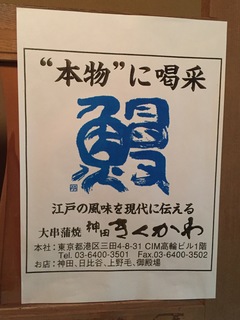 “本物”に喝采
鰻
江戸の風味を現代に伝える
大串蒲焼 神田 きくかわ
本社：東京都港区三田4-8-31 CIM高輪ビル1階
Tel. 03-6400-3501 Fax.03-6400-3502
お店：神田、日比谷、上野毛、御殿場